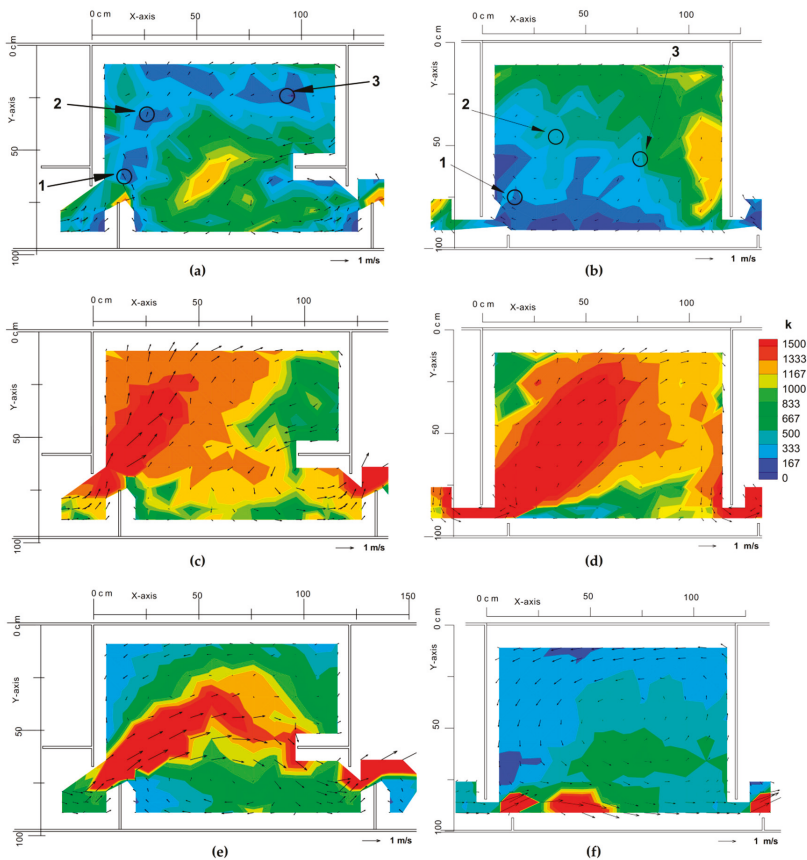 0 cm X-axis 50 100
0 cm
Y-axis
50
100
1
2
3
1 m/s
(a)
0 cm X-axis 50 100
0 cm
Y-axis
50
100
1
2
3
1 m/s
(b)
0 cm X-axis 50 100
0 cm
Y-axis
50
100
1 m/s
(c)
0 cm X-axis 50 100
0 cm
Y-axis
50
100
1 m/s
(d)
k
1500
1333
1167
1000
833
667
500
333
167
0
0 cm X-axis 50 100 150
0 cm
Y-axis
50
100
1 m/s
(e)
0 cm X-axis 50 100
0 cm
Y-axis
50
100
1 m/s
(f)